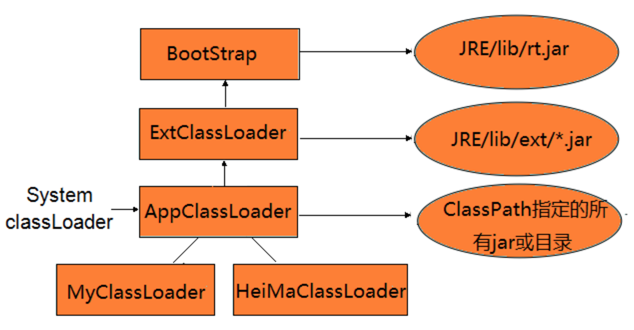 BootStrap
JRE/lib/rt.jar
ExtClassLoader
JRE/lib/ext/*.jar
System
classLoader
AppClassLoader
ClassPath指定的所
有jar或目录
MyClassLoader
HeiMaClassLoader